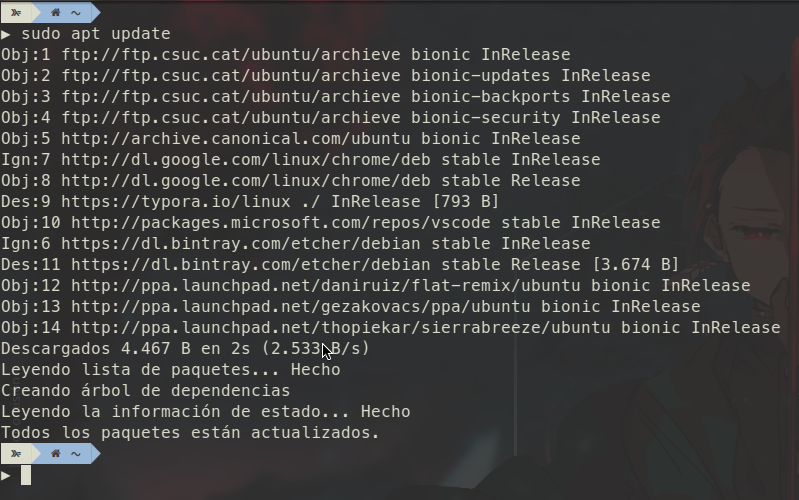 ~
▶ sudo apt update
Obj:1 ftp://ftp.csuc.cat/ubuntu/archieve bionic InRelease
Obj:2 ftp://ftp.csuc.cat/ubuntu/archieve bionic-updates InRelease
Obj:3 ftp://ftp.csuc.cat/ubuntu/archieve bionic-backports InRelease
Obj:4 ftp://ftp.csuc.cat/ubuntu/archieve bionic-security InRelease
Obj:5 http://archive.canonical.com/ubuntu bionic InRelease
Ign:7 http://dl.google.com/linux/chrome/deb stable InRelease
Obj:8 http://dl.google.com/linux/chrome/deb stable Release
Des:9 https://typora.io/linux ./ InRelease [793 B]
Obj:10 http://packages.microsoft.com/repos/vscode stable InRelease
Ign:6 https://dl.bintray.com/etcher/debian stable InRelease
Des:11 https://dl.bintray.com/etcher/debian stable Release [3.674 B]
Obj:12 http://ppa.launchpad.net/daniruiz/flat-remix/ubuntu bionic InRelease
Obj:13 http://ppa.launchpad.net/gezakovacs/ppa/ubuntu bionic InRelease
Obj:14 http://ppa.launchpad.net/thopiekar/sierrabreeze/ubuntu bionic InRelease
Descargados 4.467 B en 2s (2.533 B/s)
Leyendo lista de paquetes... Hecho
Creando árbol de dependencias
Leyendo la información de estado... Hecho
Todos los paquetes están actualizados.
~
▶